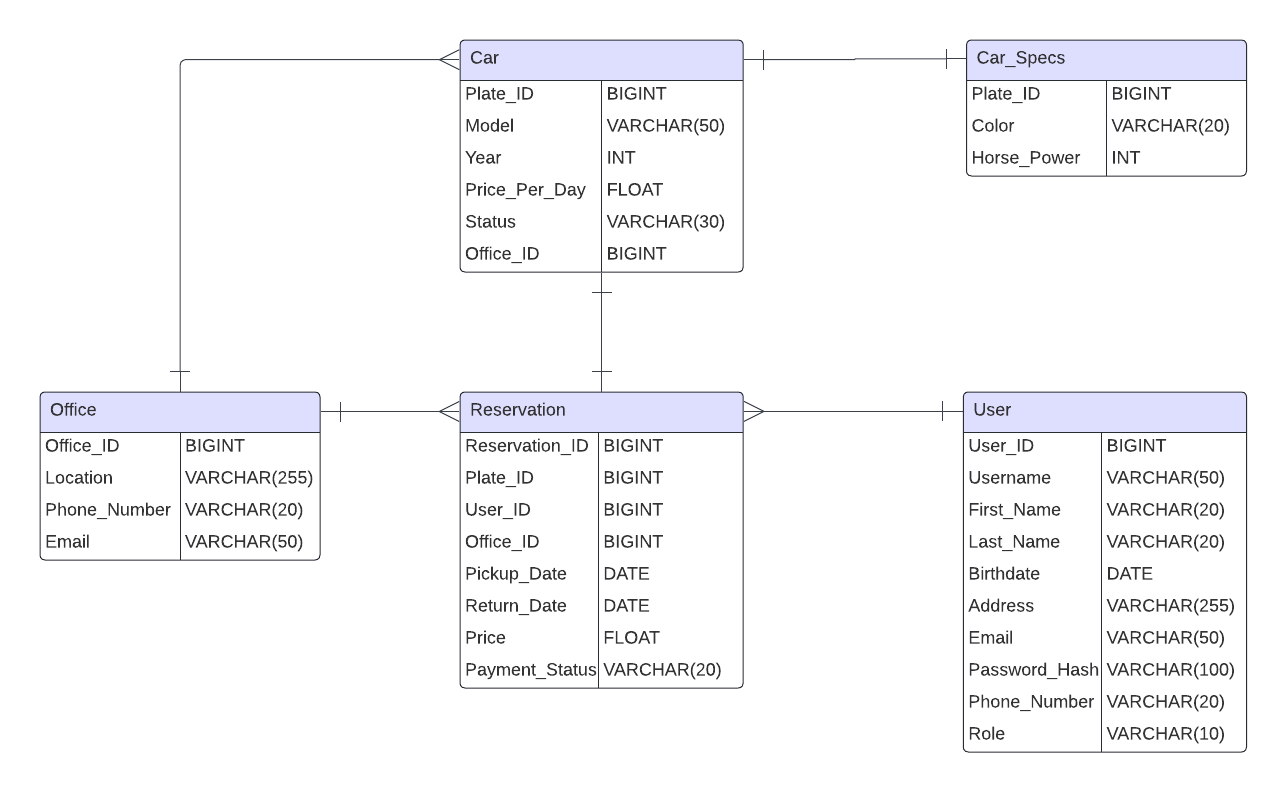 Car
Plate_ID BIGINT
Model VARCHAR(50)
Year INT
Price_Per_Day FLOAT
Status VARCHAR(30)
Office_ID BIGINT
Car_Specs
Plate_ID BIGINT
Color VARCHAR(20)
Horse_Power INT
Office
Office_ID BIGINT
Location VARCHAR(255)
Phone_Number VARCHAR(20)
Email VARCHAR(50)
Reservation
Reservation_ID BIGINT
Plate_ID BIGINT
User_ID BIGINT
Office_ID BIGINT
Pickup_Date DATE
Return_Date DATE
Price FLOAT
Payment_Status VARCHAR(20)
User
User_ID BIGINT
Username VARCHAR(50)
First_Name VARCHAR(20)
Last_Name VARCHAR(20)
Birthdate DATE
Address VARCHAR(255)
Email VARCHAR(50)
Password_Hash VARCHAR(100)
Phone_Number VARCHAR(20)
Role VARCHAR(10)